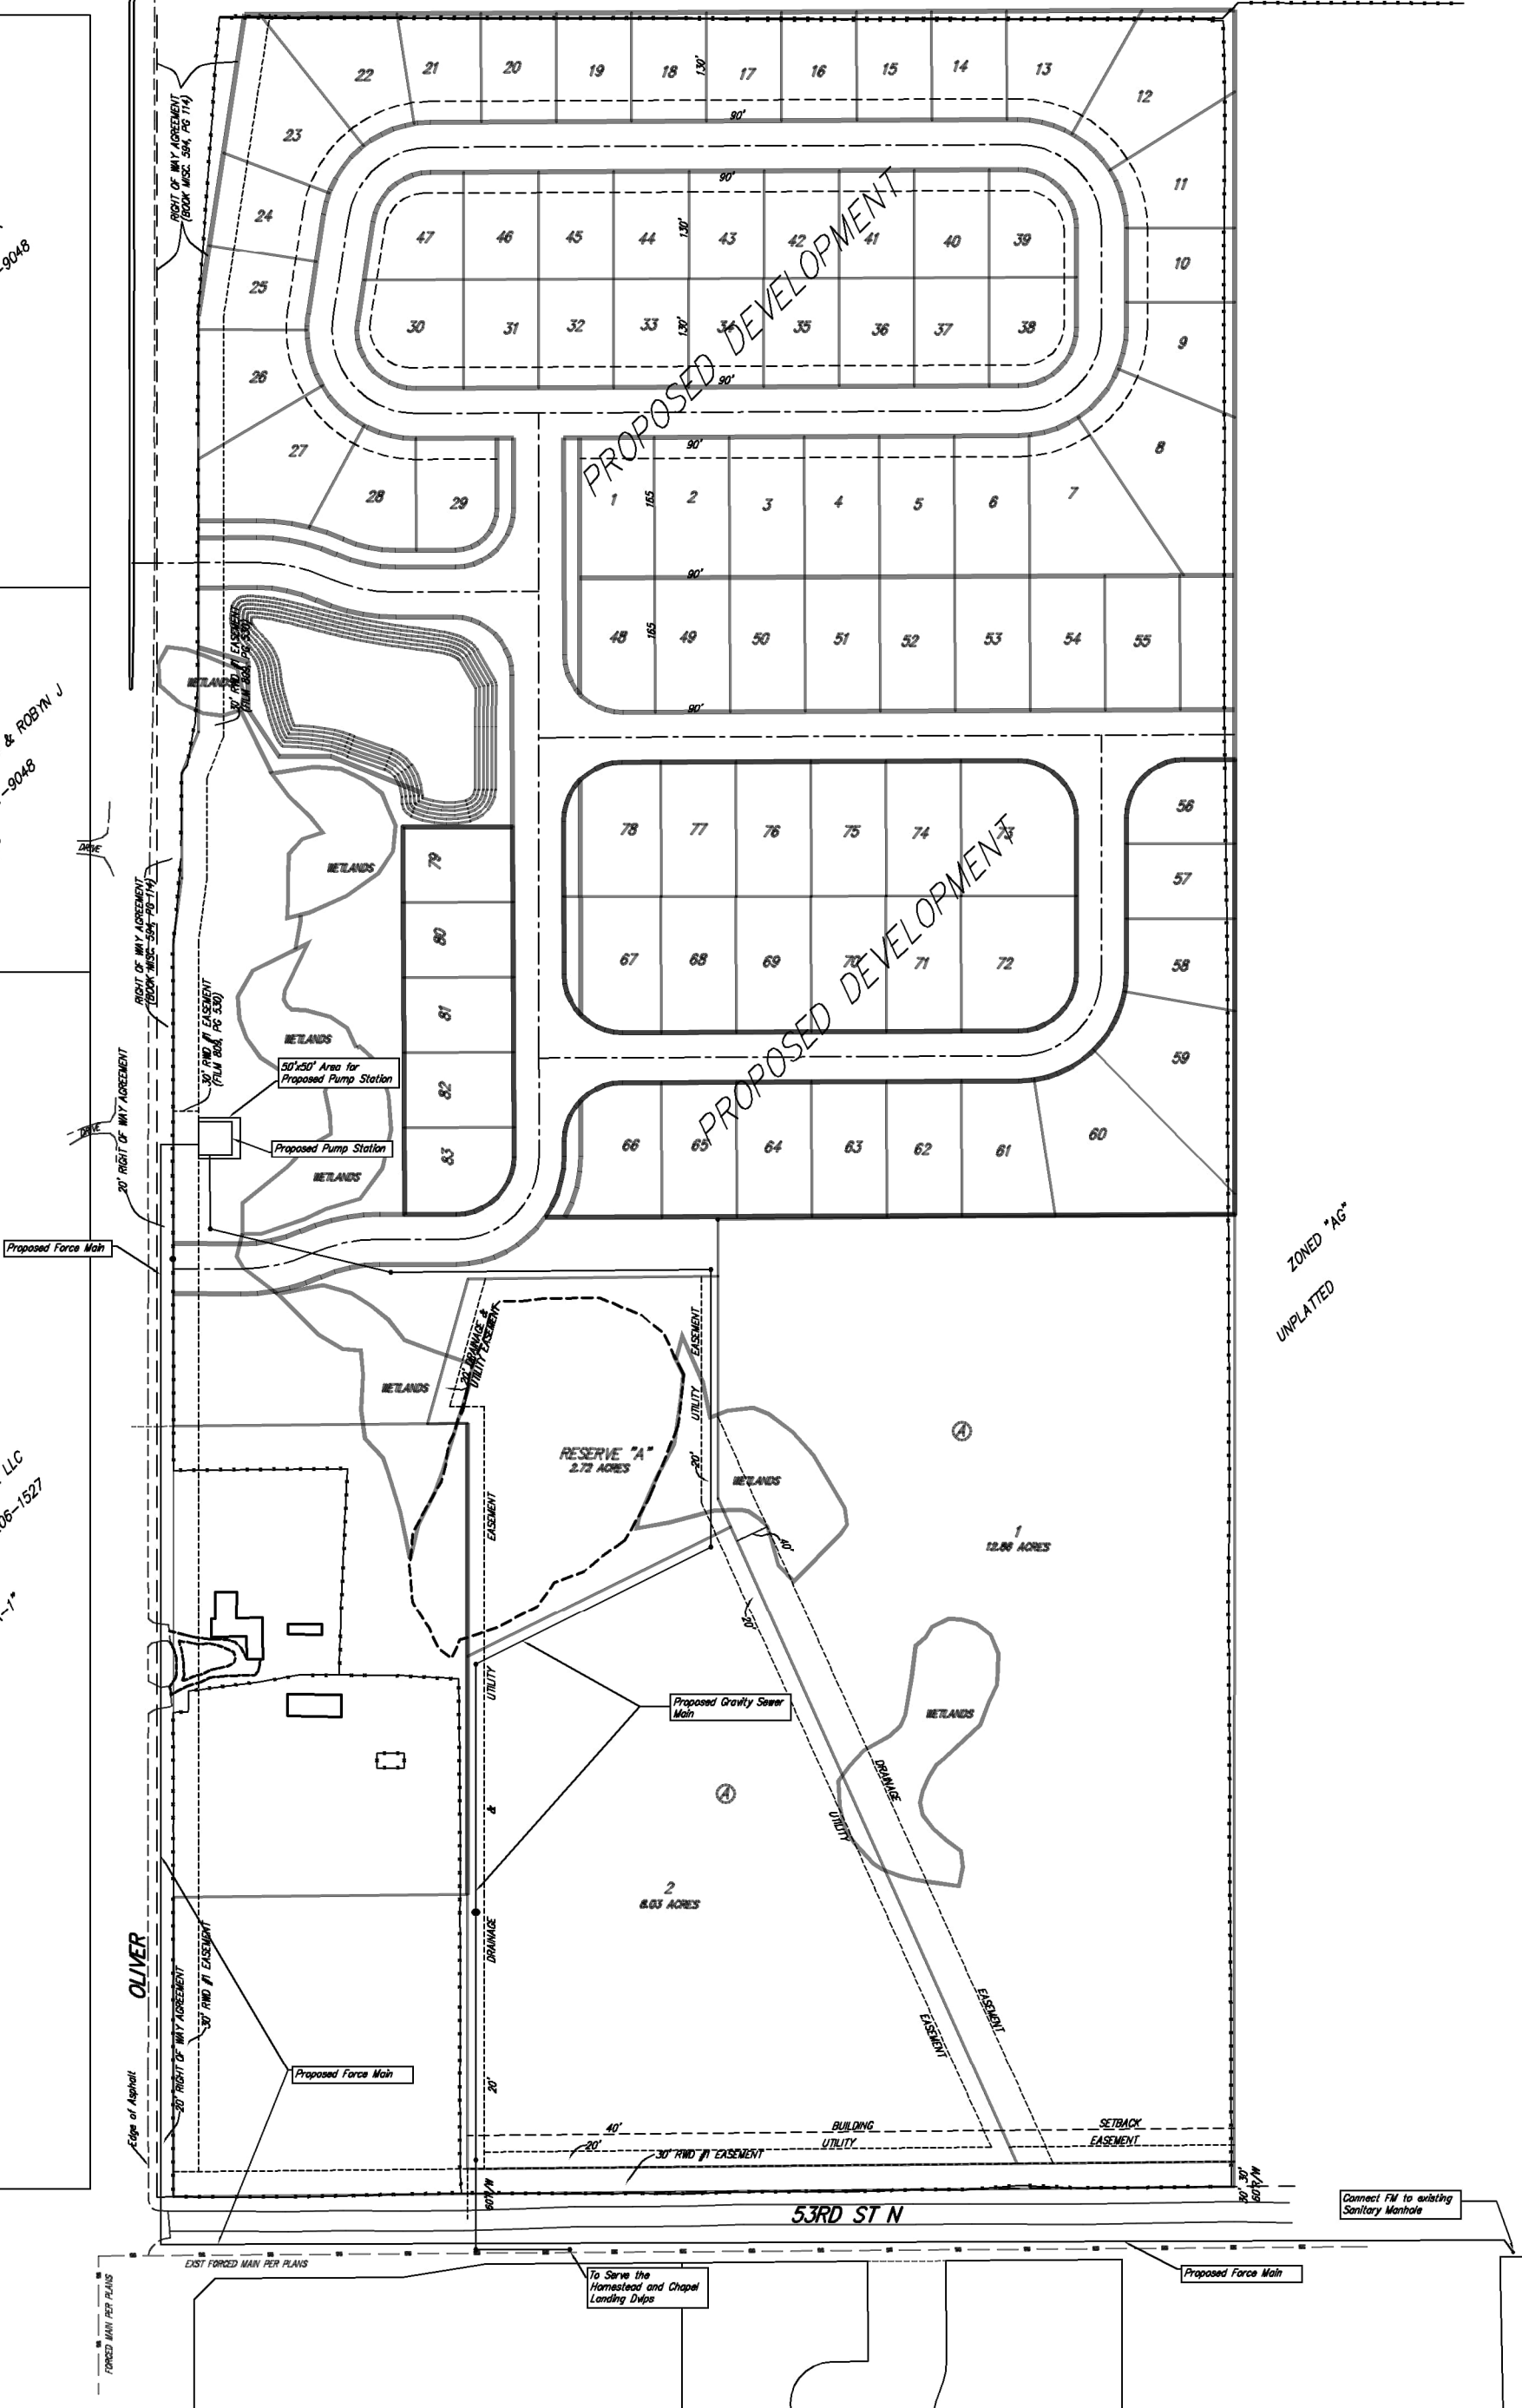 22
21
20
19
18
130'
17
16
15
14
13
12
90'
RIGHT OF WAY AGREEMENT
(BOOK MISC. 594, PG 114)
23
11
24
47
46
45
44
130'
43
42
41
40
39
90'
10
25
30
31
32
33
130'
34
35
36
37
38
90'
9
26
PROPOSED DEVELOPMENT
-9048
27
28
29
90'
1
165
2
3
4
5
6
7
8
90'
48
165
49
50
51
52
53
54
55
90'
30' RWD #1 EASEMENT
(FILM 809, PG 530)
WETLANDS
& ROBYN J
-9048
DRIVE
78
77
76
75
74
73
56
WETLANDS
79
57
RIGHT OF WAY AGREEMENT
(BOOK MISC. 594, PG 114)
80
67
68
69
70
71
72
58
PROPOSED DEVELOPMENT
30' RWD #1 EASEMENT
(FILM 809, PG 530)
81
WETLANDS
50'x50' Area for
Proposed Pump Station
82
59
DRIVE
20' RIGHT OF WAY AGREEMENT
Proposed Pump Station
83
WETLANDS
66
65
64
63
62
61
60
Proposed Force Main
ZONED "AG"
UNPLATTED
20' DRAINAGE &
UTILITY EASEMENT
20' UTILITY EASEMENT
WETLANDS
A
RESERVE "A"
2.72 ACRES
WETLANDS
LLC
06-1527
-1"
1
12.86 ACRES
40'
20'
20' DRAINAGE & UTILITY EASEMENT
Proposed Gravity Sewer
Main
WETLANDS
A
DRAINAGE EASEMENT
UTILITY EASEMENT
2
8.03 ACRES
OLIVER
20' RIGHT OF WAY AGREEMENT
30' RWD #1 EASEMENT
Edge of Asphalt
Proposed Force Main
40' BUILDING SETBACK
20' UTILITY EASEMENT
30' RWD #1 EASEMENT
60'R/W
30' 30'
60'R/W
53RD ST N
Connect FM to existing
Sanitary Manhole
EXIST FORCED MAIN PER PLANS
FORCED MAIN PER PLANS
To Serve the
Homestead and Chapel
Landing Dvlps
Proposed Force Main